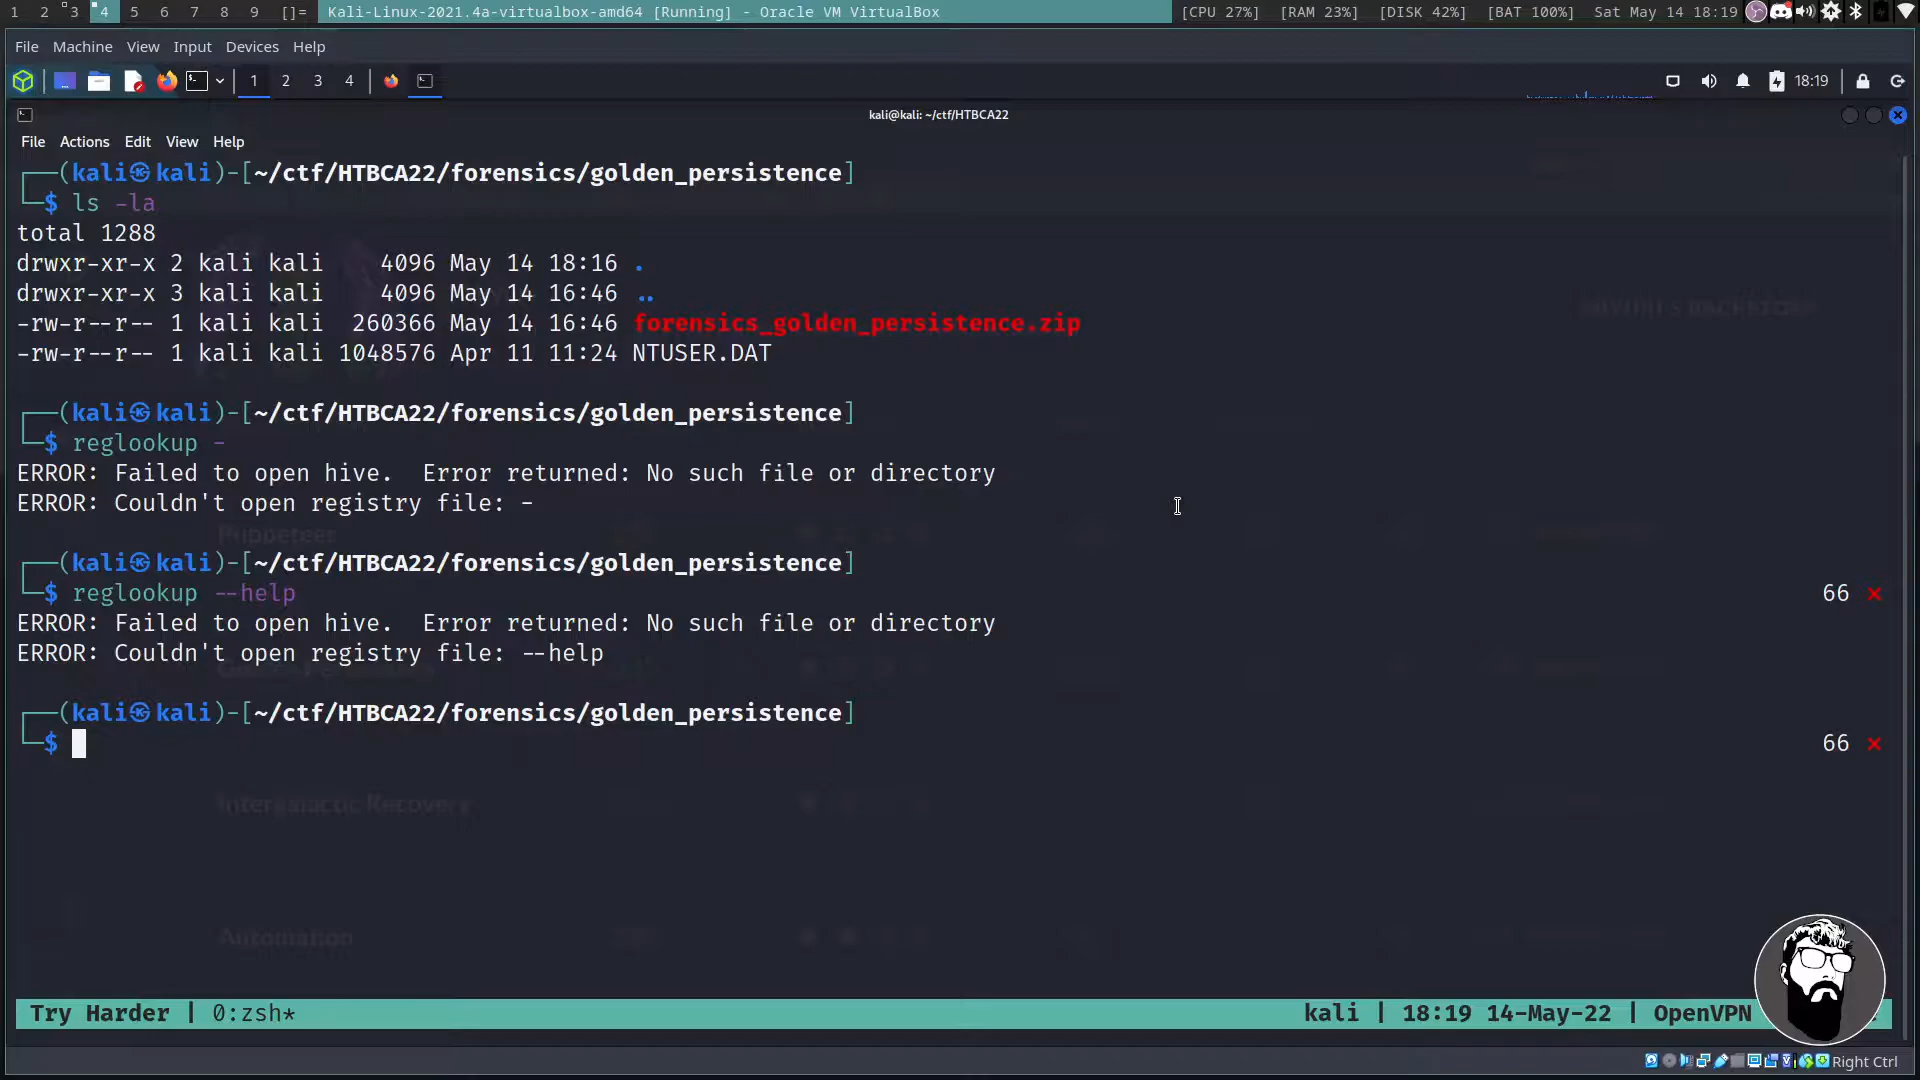 1 2 3 4 5 6 7 8 9 []= Kali-Linux-2021.4a-virtualbox-amd64 [Running] - Oracle VM VirtualBox [CPU 27%] [RAM 23%] [DISK 42%] [BAT 100%] Sat May 14 18:19
File Machine View Input Devices Help
1 2 3 4 18:19
kali@kali: ~/ctf/HTBCA22
File Actions Edit View Help
┌──(kali㉿kali)-[~/ctf/HTBCA22/forensics/golden_persistence]
└─$ ls -la
total 1288
drwxr-xr-x 2 kali kali    4096 May 14 18:16 .
drwxr-xr-x 3 kali kali    4096 May 14 16:46 ..
-rw-r--r-- 1 kali kali  260366 May 14 16:46 forensics_golden_persistence.zip
-rw-r--r-- 1 kali kali 1048576 Apr 11 11:24 NTUSER.DAT
┌──(kali㉿kali)-[~/ctf/HTBCA22/forensics/golden_persistence]
└─$ reglookup -
ERROR: Failed to open hive.  Error returned: No such file or directory
ERROR: Couldn't open registry file: -
Puppeteer
┌──(kali㉿kali)-[~/ctf/HTBCA22/forensics/golden_persistence]
└─$ reglookup --help 66 ✕
ERROR: Failed to open hive.  Error returned: No such file or directory
ERROR: Couldn't open registry file: --help
┌──(kali㉿kali)-[~/ctf/HTBCA22/forensics/golden_persistence]
└─$ 66 ✕
Intergalactic Recovery
Automation
Try Harder | 0:zsh* kali | 18:19 14-May-22 | OpenVPN
Right Ctrl